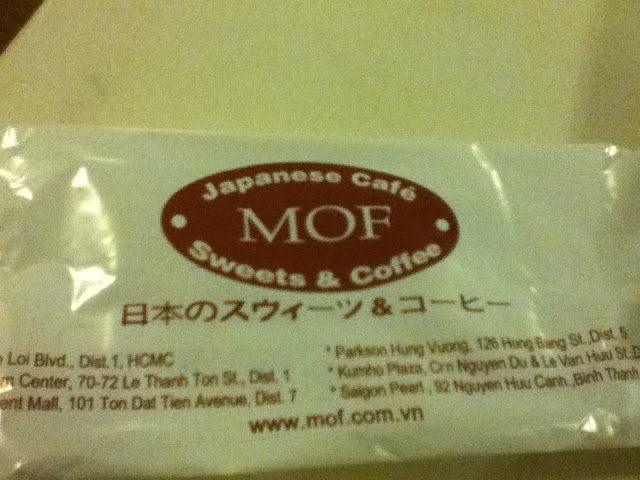 Japanese Café
MOF
Sweets & Coffee
日本のスウィーツ & コーヒー
Loi Blvd., Dist.1, HCMC
Center, 70-72 Le Thanh Ton St., Dist. 1
Mall, 101 Ton Dat Tien Avenue, Dist. 7
* Parkson Hung Vuong, 126 Hong Bang St.,Dist. 5
* Kumho Plaza, Crn Nguyen Du & Le Van Huu St.,D
* Saigon Pearl , 92 Nguyen Huu Canh.,Binh Thanh
www.mof.com.vn